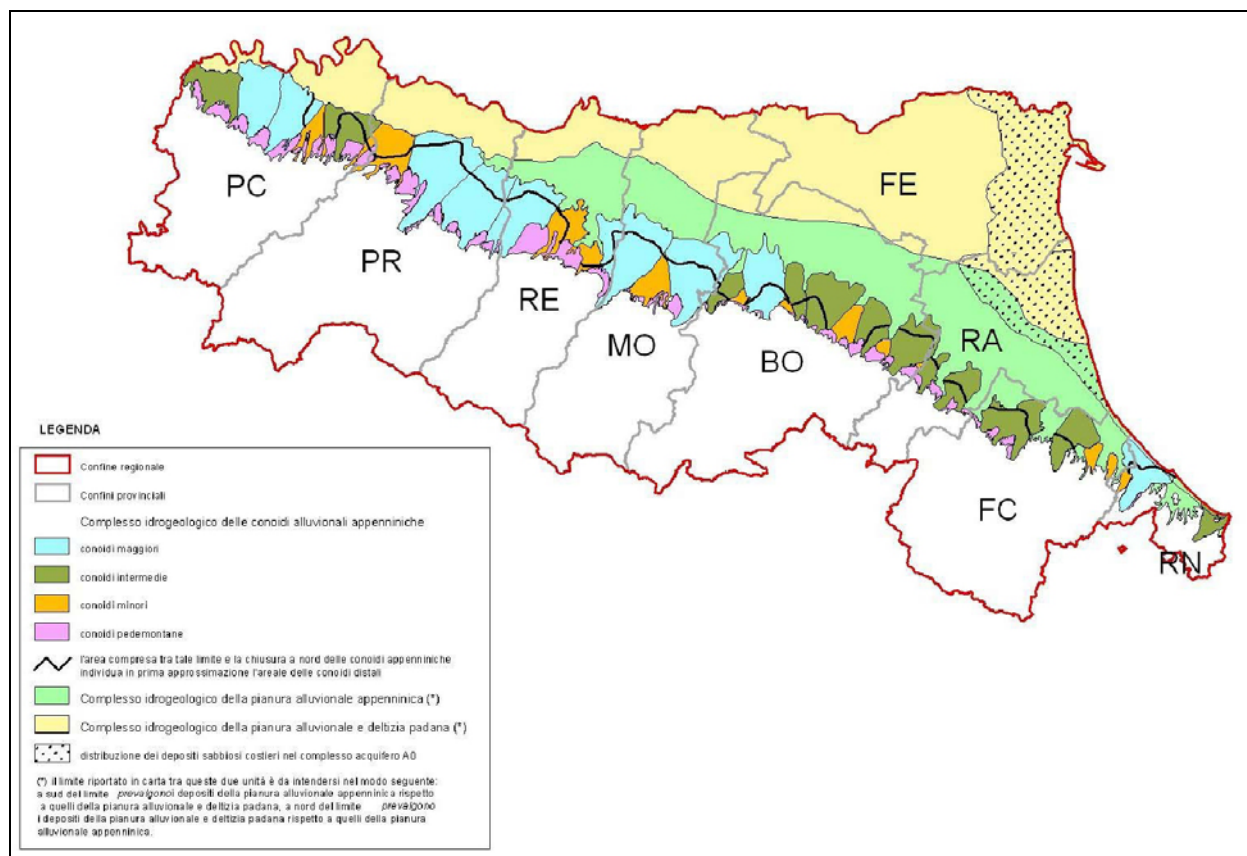 FE
PC
PR
RE
RA
MO
BO
FC
RN
LEGENDA
Confine regionale
Confini provinciali
Complesso idrogeologico delle conoidi alluvionali appenniniche
conoidi maggiori
conoidi intermedie
conoidi minori
conoidi pedemontane
l'area compresa tra tale limite e la chiusura a nord delle conoidi appenniniche
individua in prima approssimazione l'areale delle conoidi distali
Complesso idrogeologico della pianura alluvionale appenninica (*)
Complesso idrogeologico della pianura alluvionale e deltizia padana (*)
distribuzione dei depositi sabbiosi costieri nel complesso acquifero A0
(*) il limite riportato in carta tra queste due unità è da intendersi nel modo seguente:
a sud del limite prevalgono i depositi della pianura alluvionale appenninica rispetto
a quelli della pianura alluvionale e deltizia padana, a nord del limite prevalgono
i depositi della pianura alluvionale e deltizia padana rispetto a quelli della pianura
alluvionale appenninica.